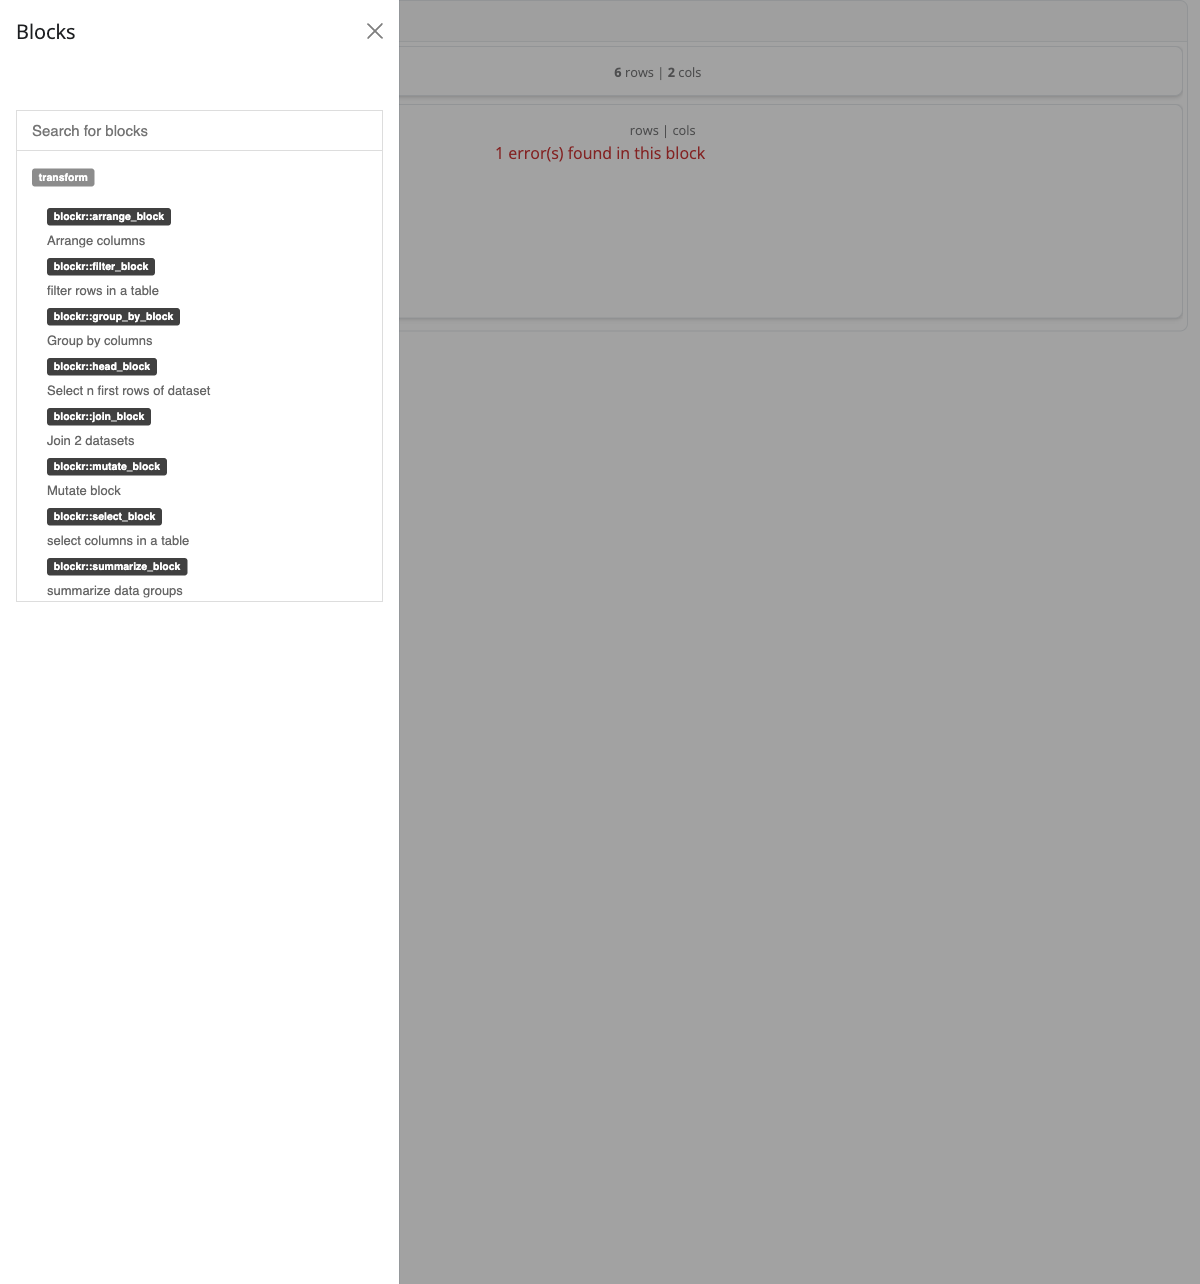 Blocks
Search for blocks
transform
blockr::arrange_block
Arrange columns
blockr::filter_block
filter rows in a table
blockr::group_by_block
Group by columns
blockr::head_block
Select n first rows of dataset
blockr::join_block
Join 2 datasets
blockr::mutate_block
Mutate block
blockr::select_block
select columns in a table
blockr::summarize_block
summarize data groups
6 rows | 2 cols
rows | cols
1 error(s) found in this block